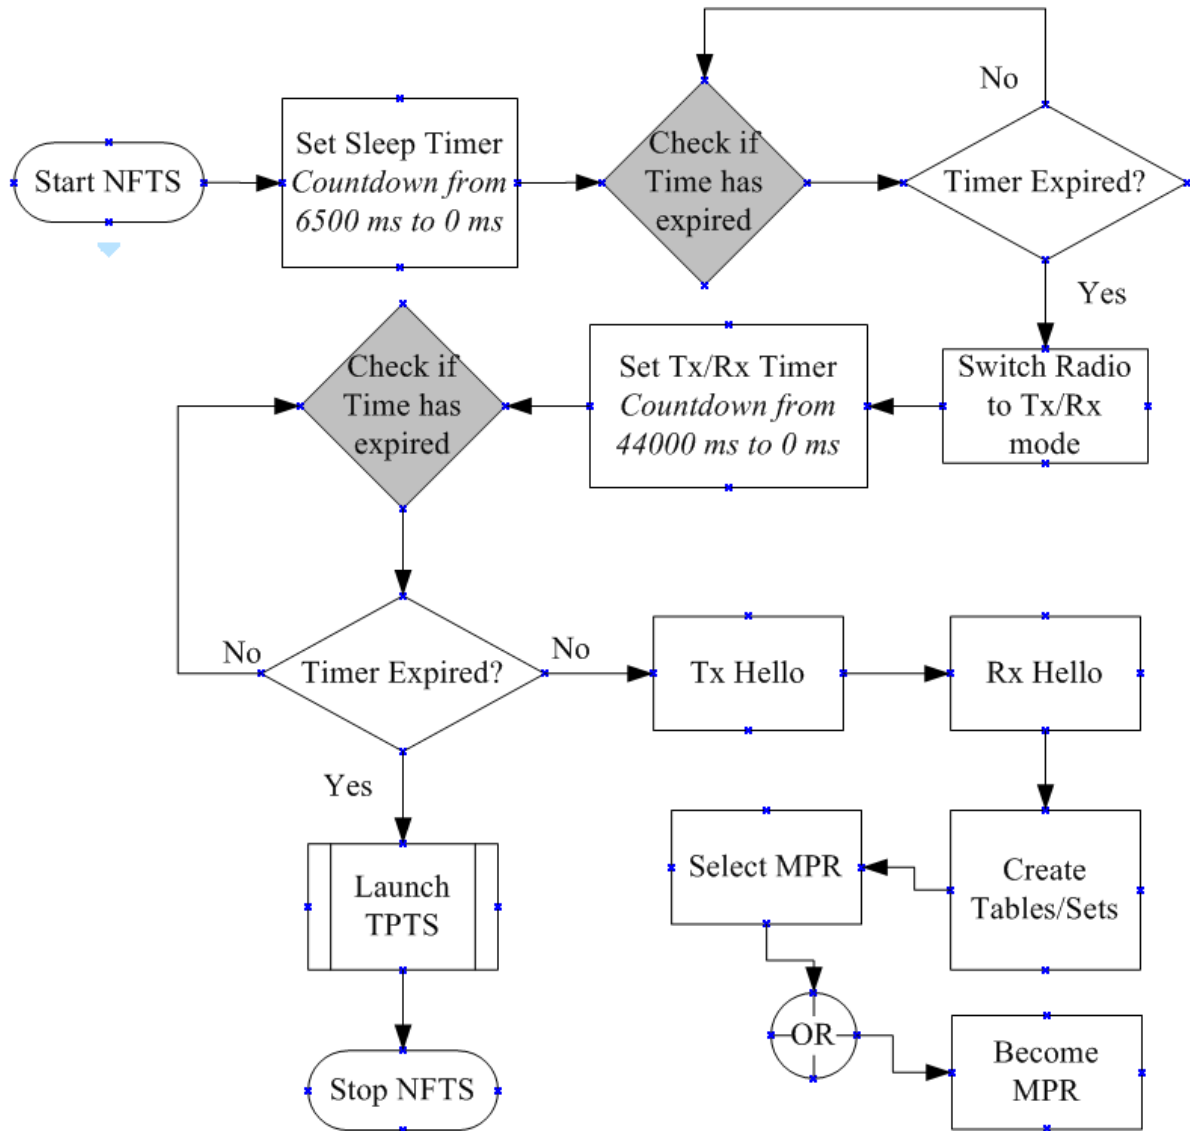 Start NFTS
Set Sleep Timer
Countdown from
6500 ms to 0 ms
Check if
Time has
expired
No
Timer Expired?
Yes
Switch Radio
to Tx/Rx
mode
Set Tx/Rx Timer
Countdown from
44000 ms to 0 ms
Check if
Time has
expired
No
Timer Expired?
No
Tx Hello
Rx Hello
Yes
Launch
TPTS
Select MPR
Create
Tables/Sets
OR
Become
MPR
Stop NFTS